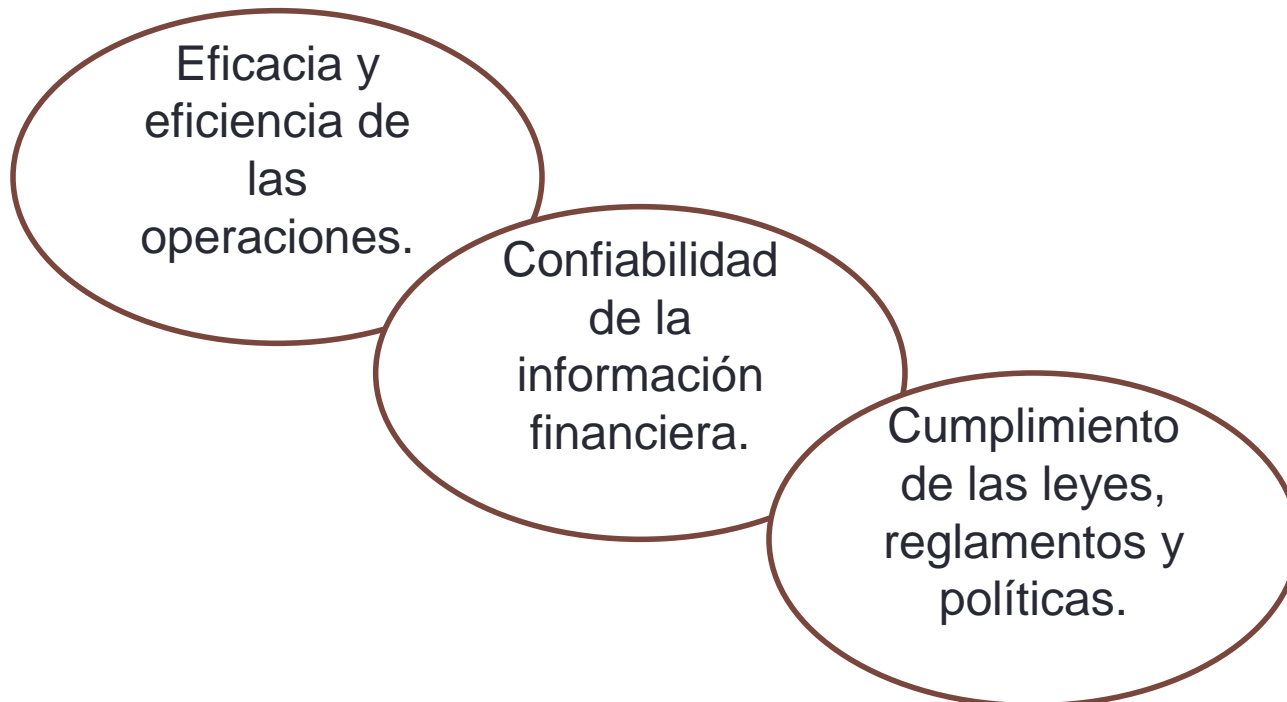 Eficacia y
eficiencia de
las
operaciones.
Confiabilidad
de la
información
financiera.
Cumplimiento
de las leyes,
reglamentos y
políticas.